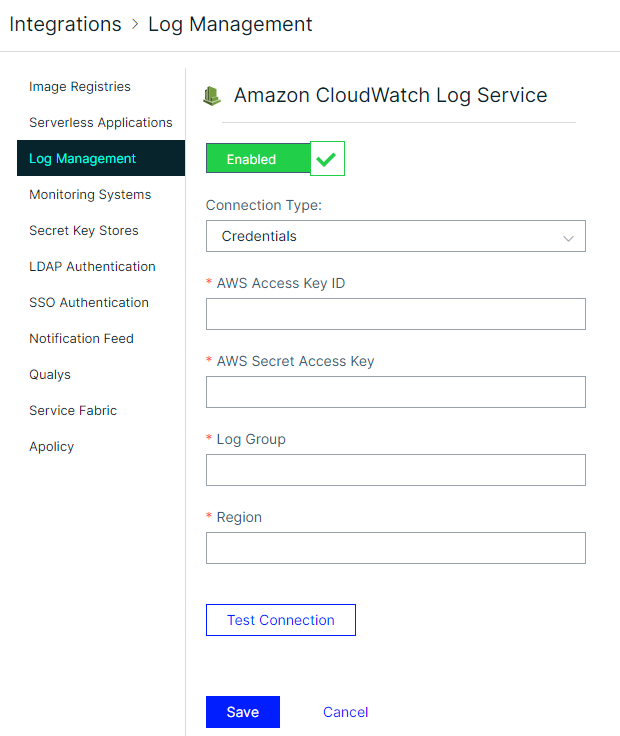 Integrations > Log Management
Image Registries
Serverless Applications
Log Management
Monitoring Systems
Secret Key Stores
LDAP Authentication
SSO Authentication
Notification Feed
Qualys
Service Fabric
Apolicy
Amazon CloudWatch Log Service
Enabled
Connection Type:
Credentials
* AWS Access Key ID
* AWS Secret Access Key
* Log Group
* Region
Test Connection
Save Cancel